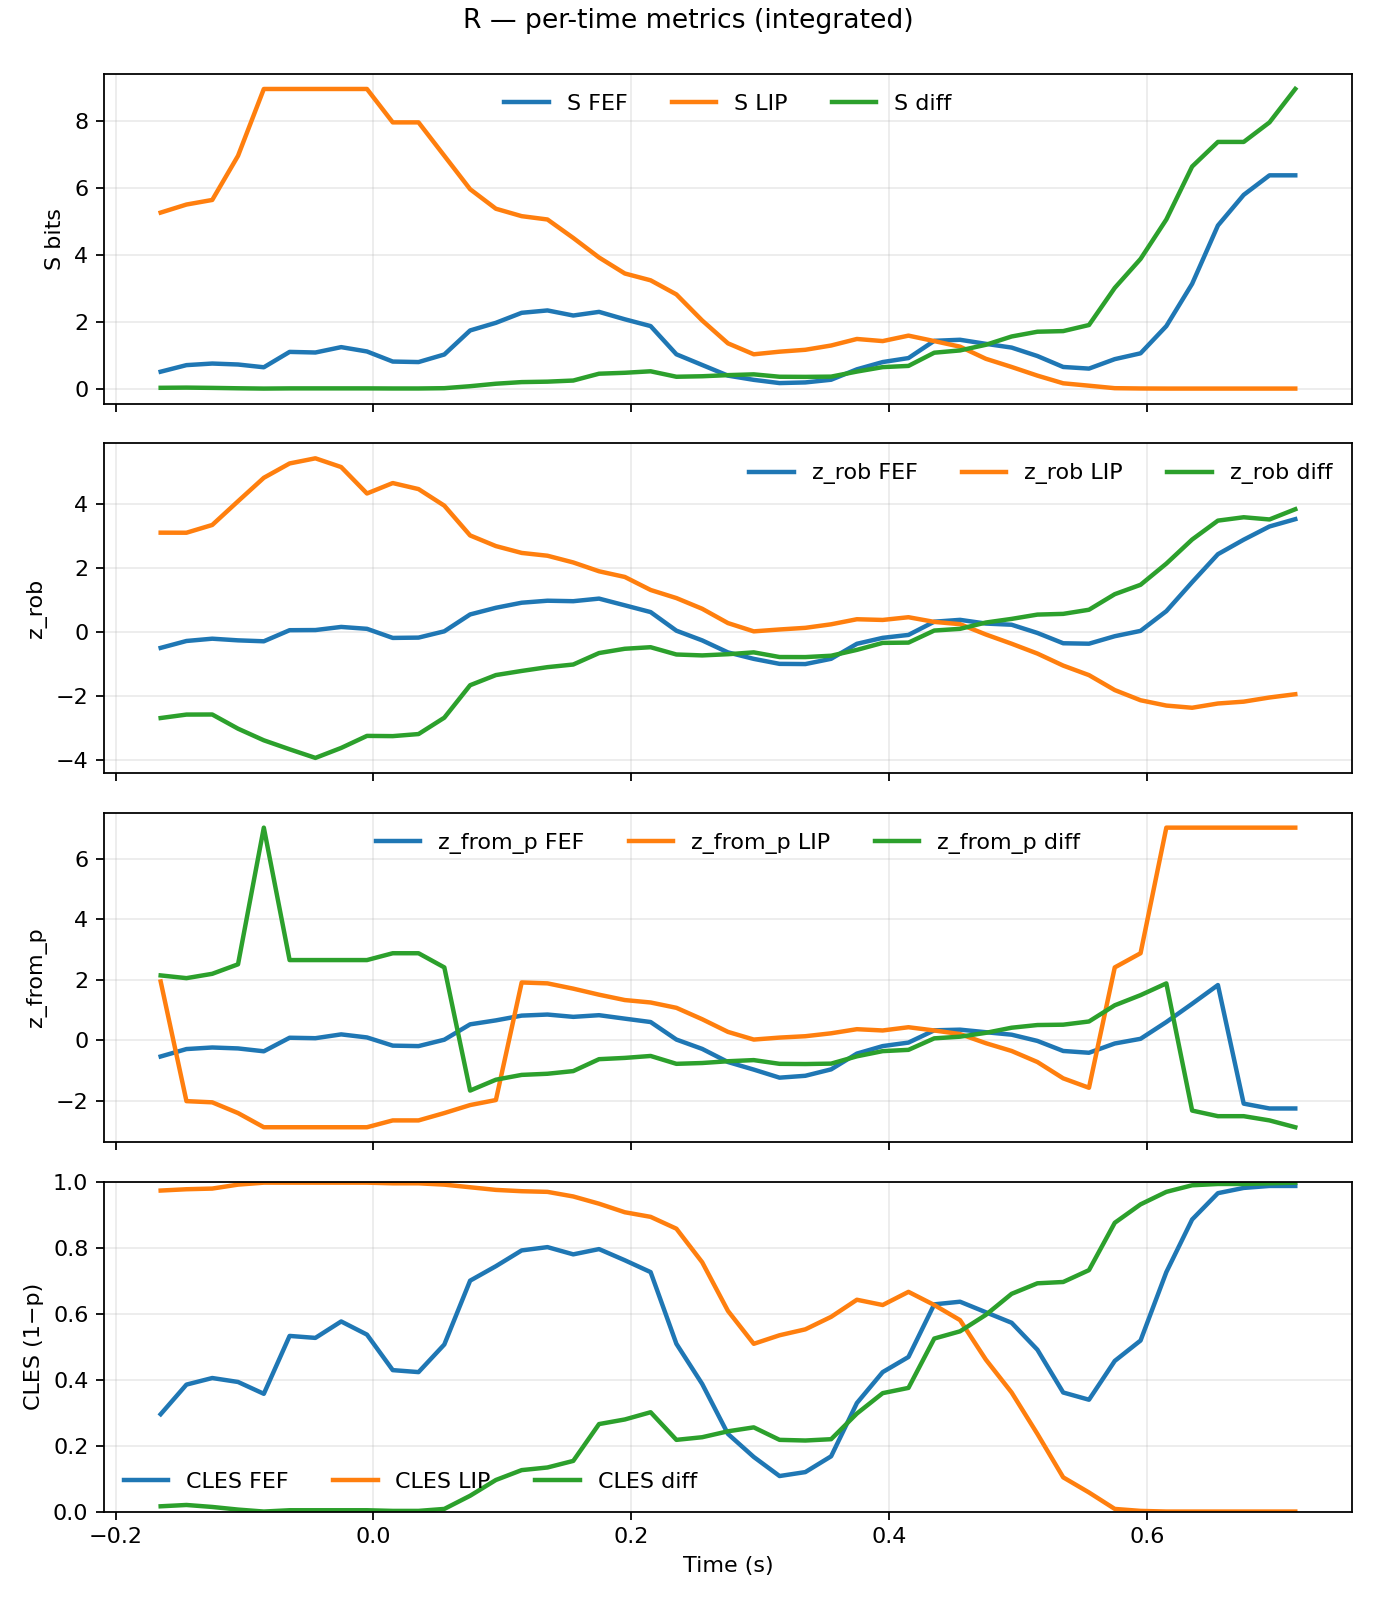 R — per-time metrics (integrated)
S FEF S LIP S diff
8
6
4
2
0
S bits
z_rob FEF z_rob LIP z_rob diff
4
2
0
−2
−4
z_rob
z_from_p FEF z_from_p LIP z_from_p diff
6
4
2
0
−2
z_from_p
1.0
0.8
0.6
0.4
0.2
0.0
CLES (1−p)
CLES FEF CLES LIP CLES diff
−0.2 0.0 0.2 0.4 0.6
Time (s)